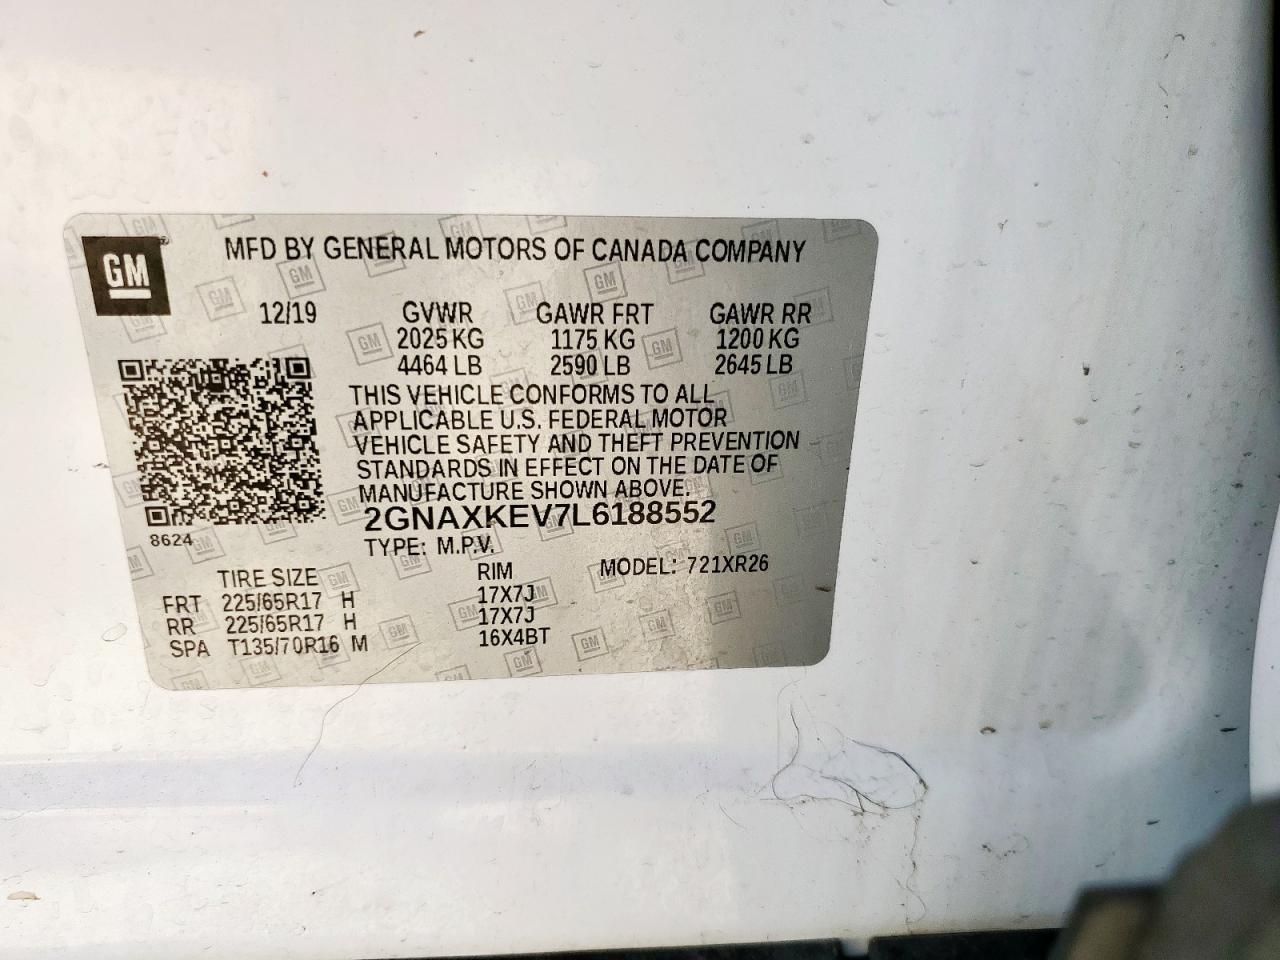 GM
MFD BY GENERAL MOTORS OF CANADA COMPANY
12/19 GVWR GAWR FRT GAWR RR
2025 KG 1175 KG 1200 KG
4464 LB 2590 LB 2645 LB
THIS VEHICLE CONFORMS TO ALL
APPLICABLE U.S. FEDERAL MOTOR
VEHICLE SAFETY AND THEFT PREVENTION
STANDARDS IN EFFECT ON THE DATE OF
MANUFACTURE SHOWN ABOVE.
2GNAXKEV7L6188552
8624
TYPE: M.P.V.
TIRE SIZE RIM MODEL: 721XR26
FRT 225/65R17 H 17X7J
RR 225/65R17 H 17X7J
SPA T135/70R16 M 16X4BT